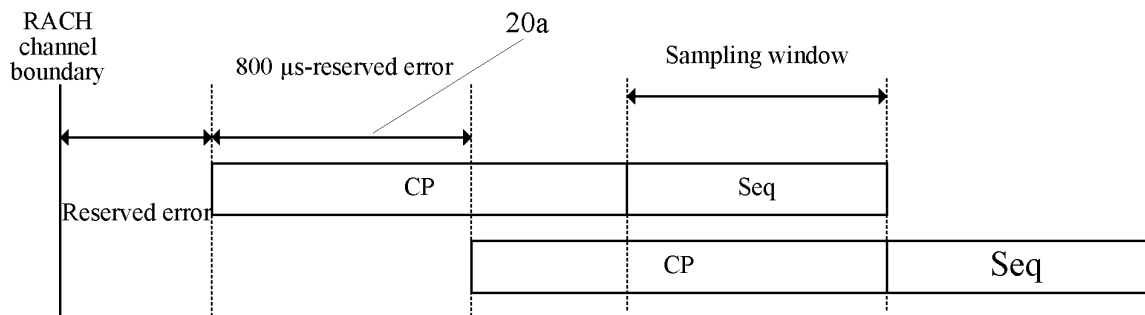 RACH
channel
boundary
20a
800 µs-reserved error
Sampling window
CP
Seq
Reserved error
CP
Seq